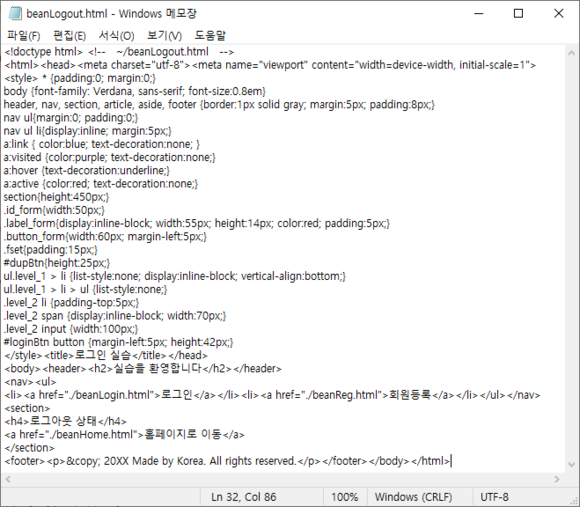 beanLogout.html - Windows 메모장
파일(F) 편집(E) 서식(O) 보기(V) 도움말
<!doctype html> <!-- ~/beanLogout.html -->
<html><head><meta charset="utf-8"><meta name="viewport" content="width=device-width, initial-scale=1">
<style> * {padding:0; margin:0;}
body {font-family: Verdana, sans-serif; font-size:0.8em}
header, nav, section, article, aside, footer {border:1px solid gray; margin:5px; padding:8px;}
nav ul{margin:0; padding:0;}
nav ul li{display:inline; margin:5px;}
a:link { color:blue; text-decoration:none; }
a:visited {color:purple; text-decoration:none;}
a:hover {text-decoration:underline;}
a:active {color:red; text-decoration:none;}
section{height:450px;}
.id_form{width:50px;}
.label_form{display:inline-block; width:55px; height:14px; color:red; padding:5px;}
.button_form{width:60px; margin-left:5px;}
.fset{padding:15px;}
#dupBtn{height:25px;}
ul.level_1 > li {list-style:none; display:inline-block; vertical-align:bottom;}
ul.level_1 > li > ul {list-style:none;}
.level_2 li {padding-top:5px;}
.level_2 span {display:inline-block; width:70px;}
.level_2 input {width:100px;}
#loginBtn button {margin-left:5px; height:42px;}
</style><title>로그인 실습</title></head>
<body><header><h2>실습을 환영합니다</h2></header>
<nav><ul>
<li><a href="./beanLogin.html">로그인</a></li><li><a href="./beanReg.html">회원등록</a></li></ul></nav>
<section>
<h4>로그아웃 상태</h4>
<a href="./beanHome.html">홈페이지로 이동</a>
</section>
<footer><p>&copy; 20XX Made by Korea. All rights reserved.</p></footer></body></html>
Ln 32, Col 86 100% Windows (CRLF) UTF-8